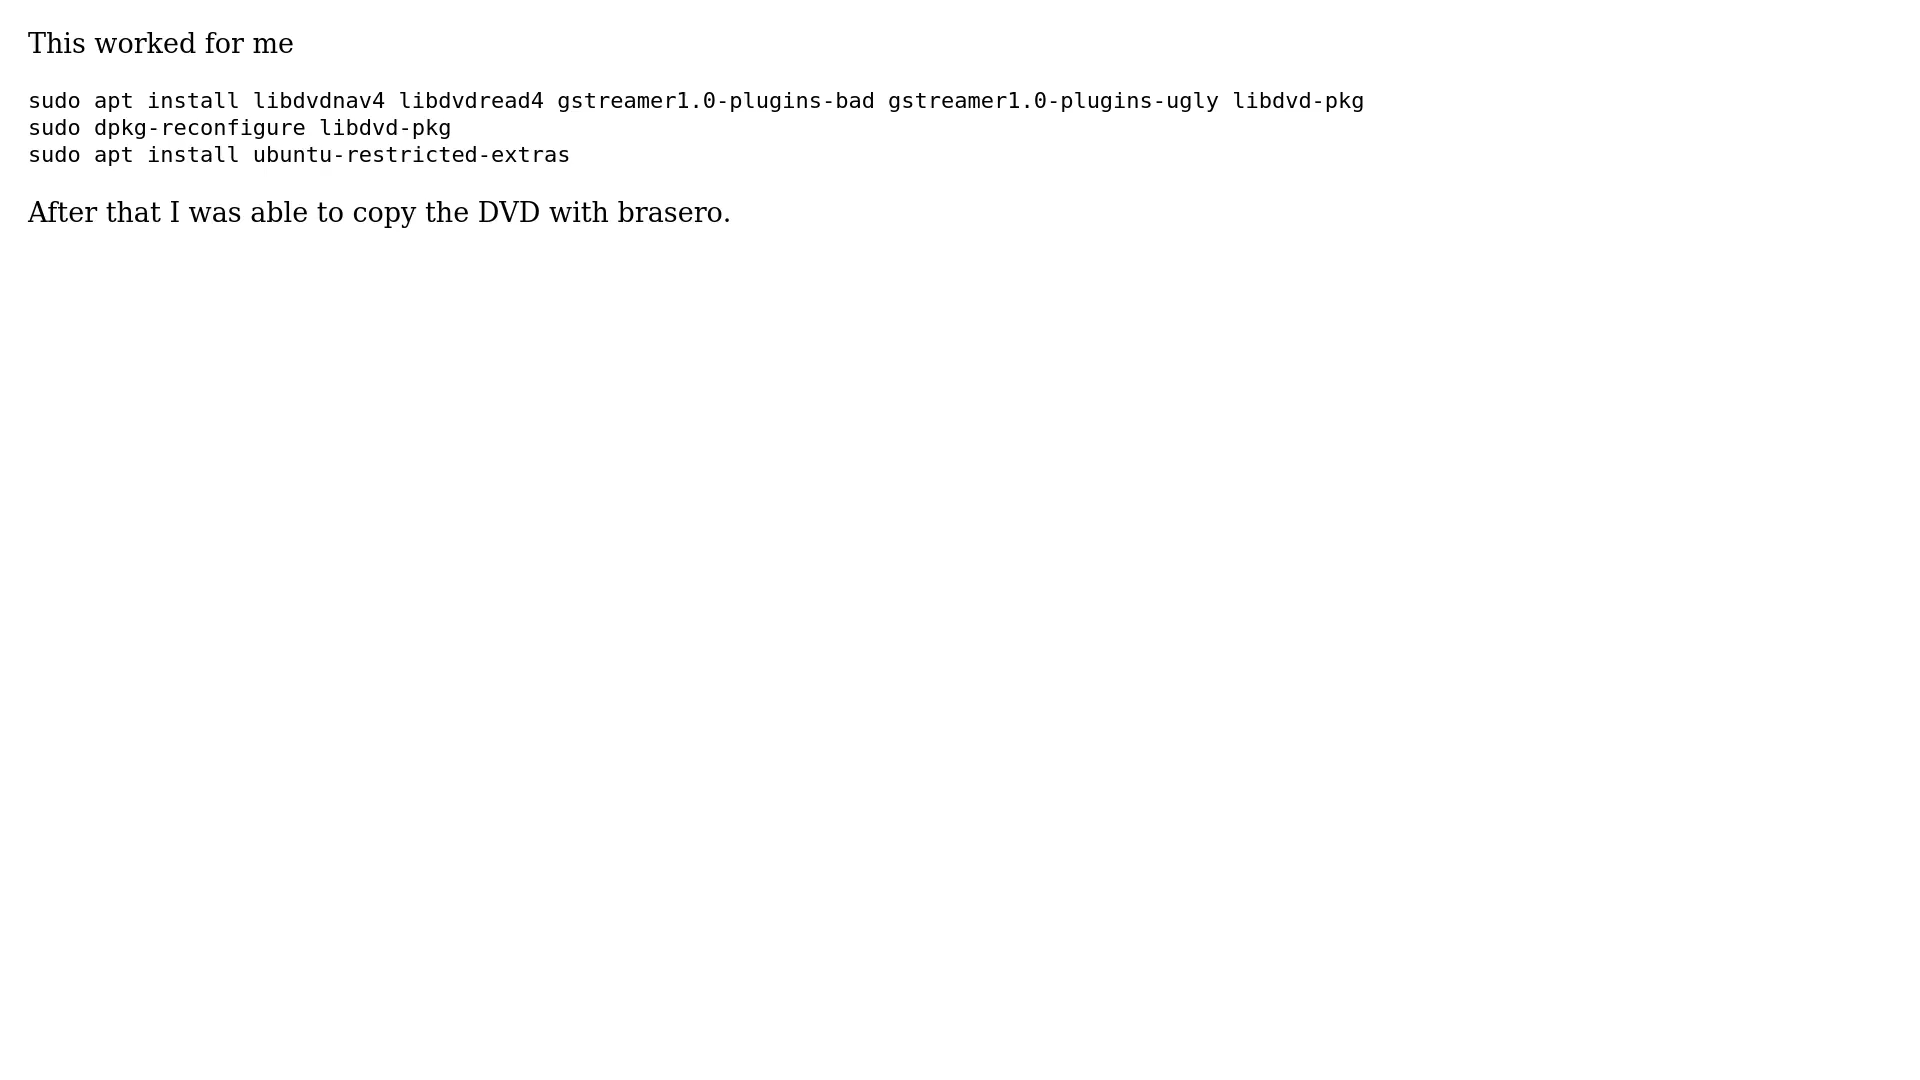 This worked for me
sudo apt install libdvdnav4 libdvdread4 gstreamer1.0-plugins-bad gstreamer1.0-plugins-ugly libdvd-pkg
sudo dpkg-reconfigure libdvd-pkg
sudo apt install ubuntu-restricted-extras
After that I was able to copy the DVD with brasero.